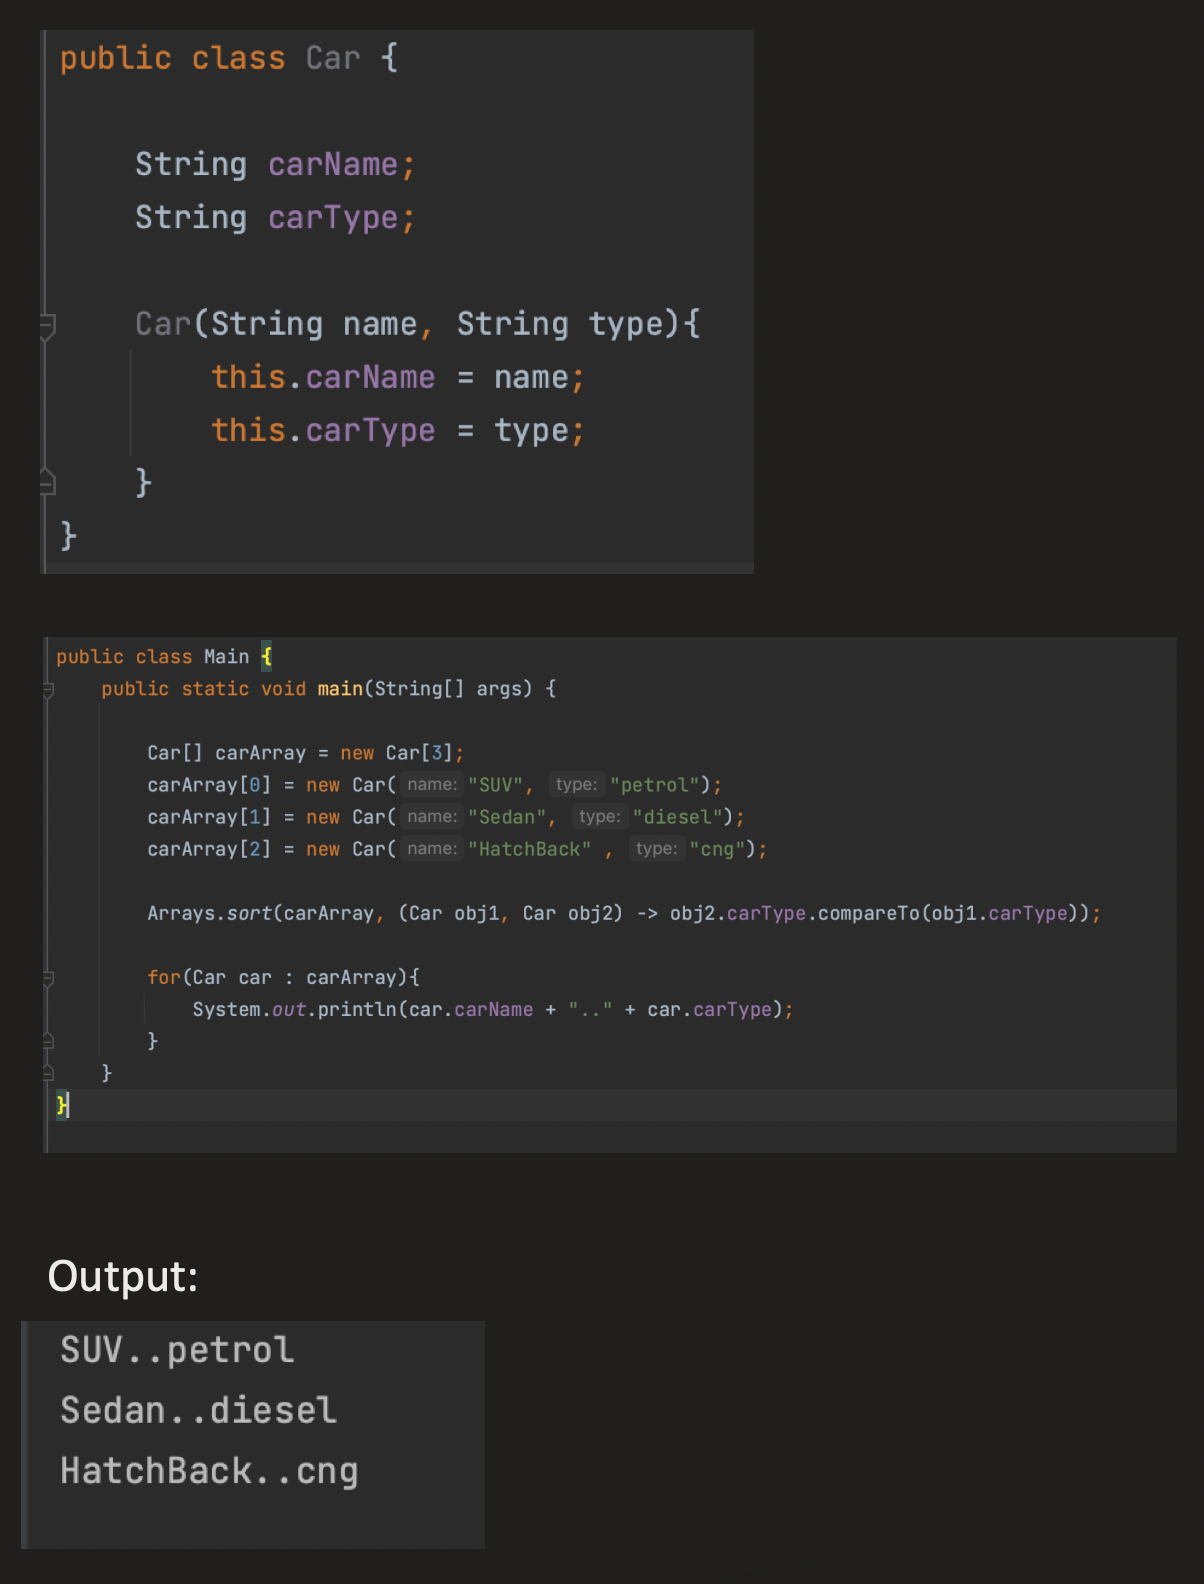 public class Car {
String carName;
String carType;
Car(String name, String type){
this.carName = name;
this.carType = type;
}
}
public class Main {
public static void main(String[] args) {
Car[] carArray = new Car[3];
carArray[0] = new Car( name: "SUV", type: "petrol");
carArray[1] = new Car( name: "Sedan", type: "diesel");
carArray[2] = new Car( name: "HatchBack" , type: "cng");
Arrays.sort(carArray, (Car obj1, Car obj2) -> obj2.carType.compareTo(obj1.carType));
for(Car car : carArray){
System.out.println(car.carName + ".." + car.carType);
}
}
}
Output:
SUV..petrol
Sedan..diesel
HatchBack..cng